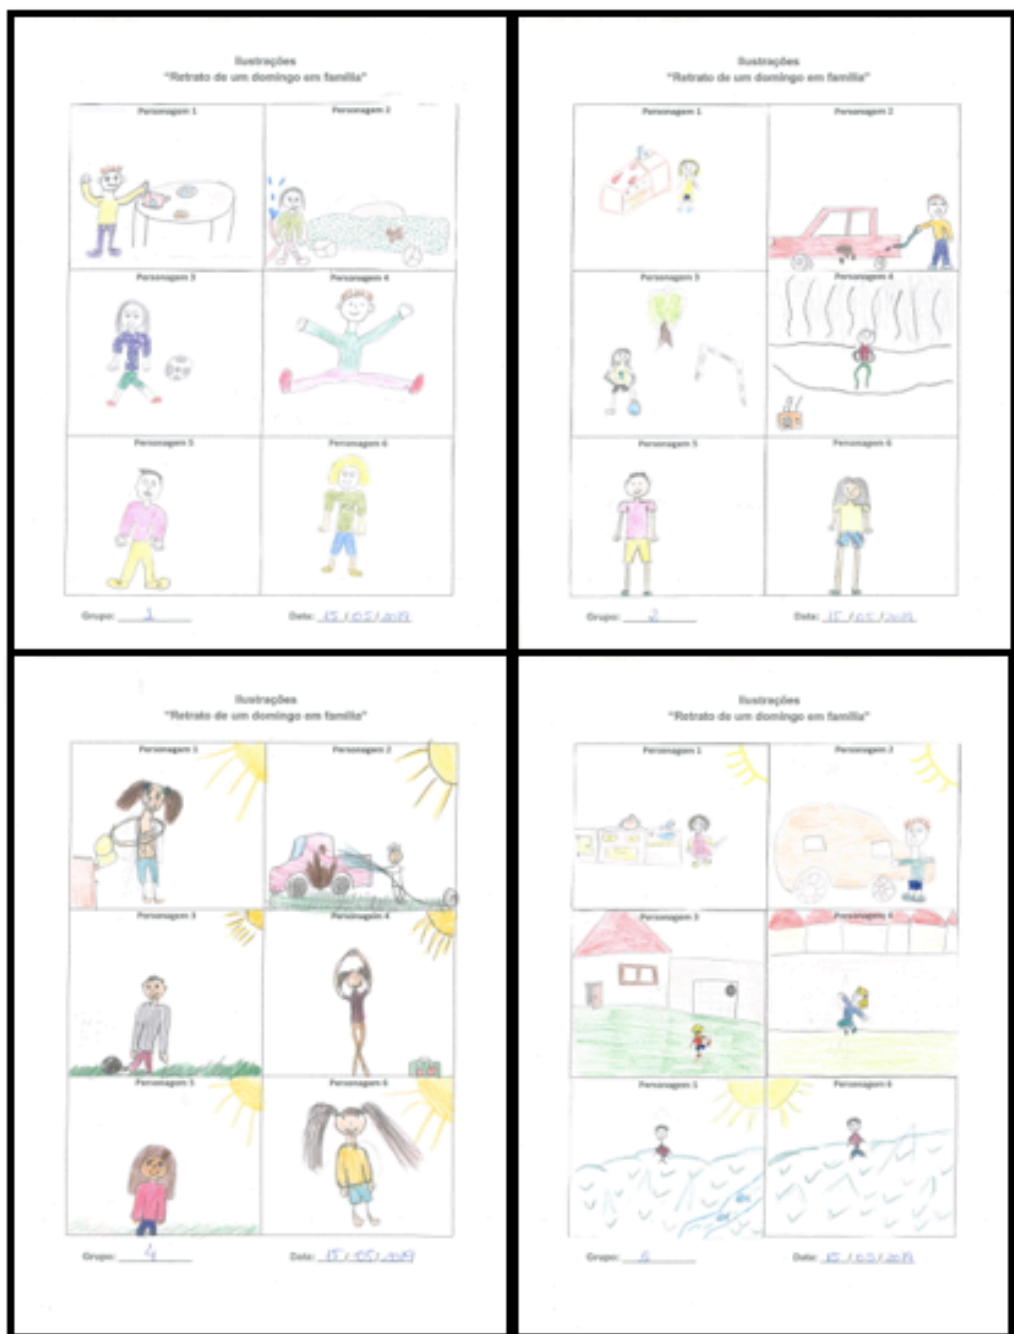 Ilustrações
"Retrato de um domingo em família"
Personagem 1
Personagem 2
Personagem 3
Personagem 4
Personagem 5
Personagem 6
Grupo: 1
Data: 15 / 05 / 2019
Ilustrações
"Retrato de um domingo em família"
Personagem 1
Personagem 2
Personagem 3
Personagem 4
Personagem 5
Personagem 6
Grupo: 2
Data: 15 / 05 / 2019
Ilustrações
"Retrato de um domingo em família"
Personagem 1
Personagem 2
Personagem 3
Personagem 4
Personagem 5
Personagem 6
Grupo: 4
Data: 15 / 05 / 2019
Ilustrações
"Retrato de um domingo em família"
Personagem 1
Personagem 2
Personagem 3
Personagem 4
Personagem 5
Personagem 6
Grupo: 5
Data: 15 / 05 / 2019